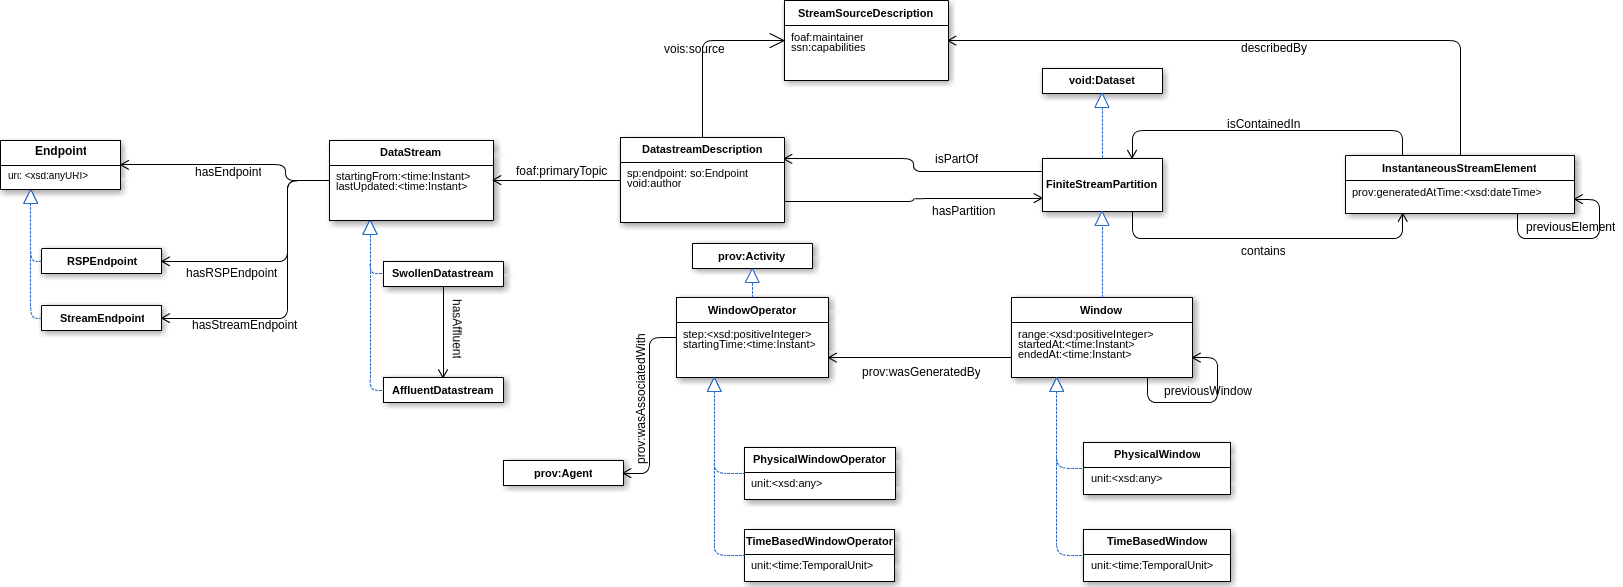 StreamSourceDescription
foaf:maintainer
ssn:capabilities
vois:source
describedBy
void:Dataset
isContainedIn
Endpoint
uri: <xsd:anyURI>
hasEndpoint
DataStream
startingFrom:<time:Instant>
lastUpdated:<time:Instant>
foaf:primaryTopic
DatastreamDescription
sp:endpoint: so:Endpoint
void:author
isPartOf
hasPartition
FiniteStreamPartition
InstantaneousStreamElement
prov:generatedAtTime:<xsd:dateTime>
previousElement
contains
RSPEndpoint
hasRSPEndpoint
StreamEndpoint
hasStreamEndpoint
SwollenDatastream
hasAffluent
AffluentDatastream
prov:Activity
WindowOperator
step:<xsd:positiveInteger>
startingTime:<time:Instant>
prov:wasAssociatedWith
prov:wasGeneratedBy
Window
range:<xsd:positiveInteger>
startedAt:<time:Instant>
endedAt:<time:Instant>
previousWindow
prov:Agent
PhysicalWindowOperator
unit:<xsd:any>
PhysicalWindow
unit:<xsd:any>
TimeBasedWindowOperator
unit:<time:TemporalUnit>
TimeBasedWindow
unit:<time:TemporalUnit>